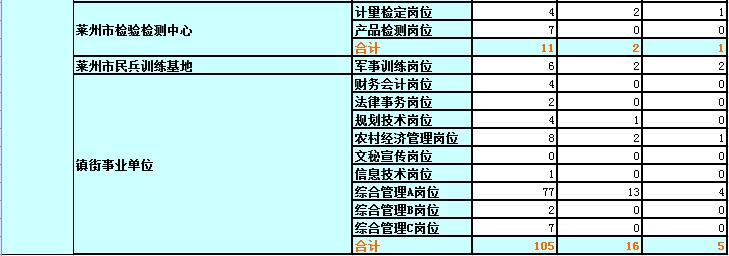 计量检定岗位 4 2 1
莱州市检验检测中心 产品检测岗位 7 0 0
合计 11 2 1
莱州市民兵训练基地 军事训练岗位 6 2 2
财务会计岗位 4 0 0
法律事务岗位 2 0 0
规划技术岗位 4 1 0
农村经济管理岗位 8 2 1
文秘宣传岗位 0 0 0
镇街事业单位 信息技术岗位 1 0 0
综合管理A岗位 77 13 4
综合管理B岗位 2 0 0
综合管理C岗位 7 0 0
合计 105 16 5